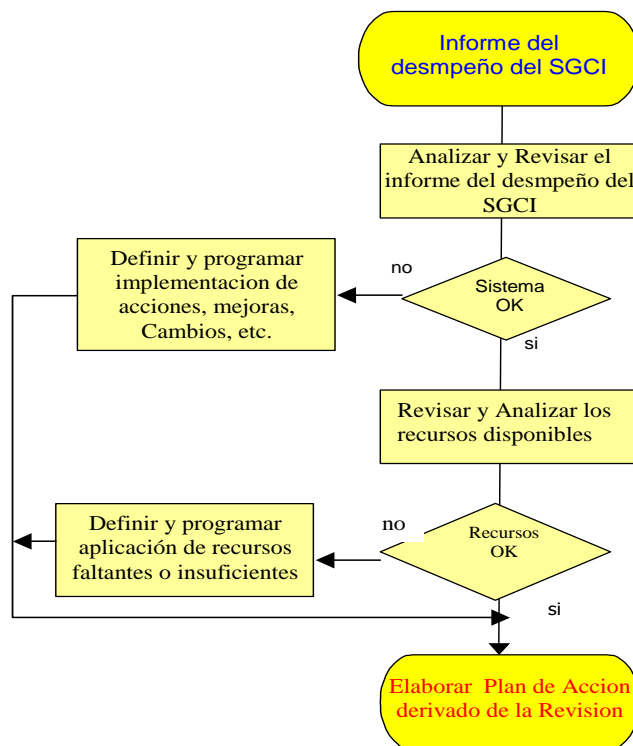 Informe del
desmpeño del SGCI
Analizar y Revisar el
informe del desmpeño del
SGCI
Definir y programar
implementacion de
acciones, mejoras,
Cambios, etc.
no
Sistema
OK
si
Revisar y Analizar los
recursos disponibles
Definir y programar
aplicación de recursos
faltantes o insuficientes
no
Recursos
OK
si
Elaborar Plan de Accion
derivado de la Revision